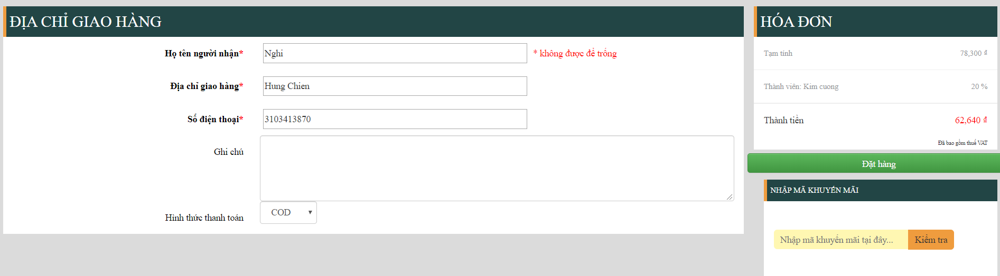 ĐỊA CHỈ GIAO HÀNG
Họ tên người nhận*
Nghi
* không được để trống
Địa chỉ giao hàng*
Hung Chien
Số điện thoại*
3103413870
Ghi chú
Hình thức thanh toán
COD
HÓA ĐƠN
Tạm tính 78,300 ₫
Thành viên: Kim cuong 20 %
Thành tiền 62,640 ₫
Đã bao gồm thuế VAT
Đặt hàng
NHẬP MÃ KHUYẾN MÃI
Nhập mã khuyến mãi tại đây... Kiểm tra